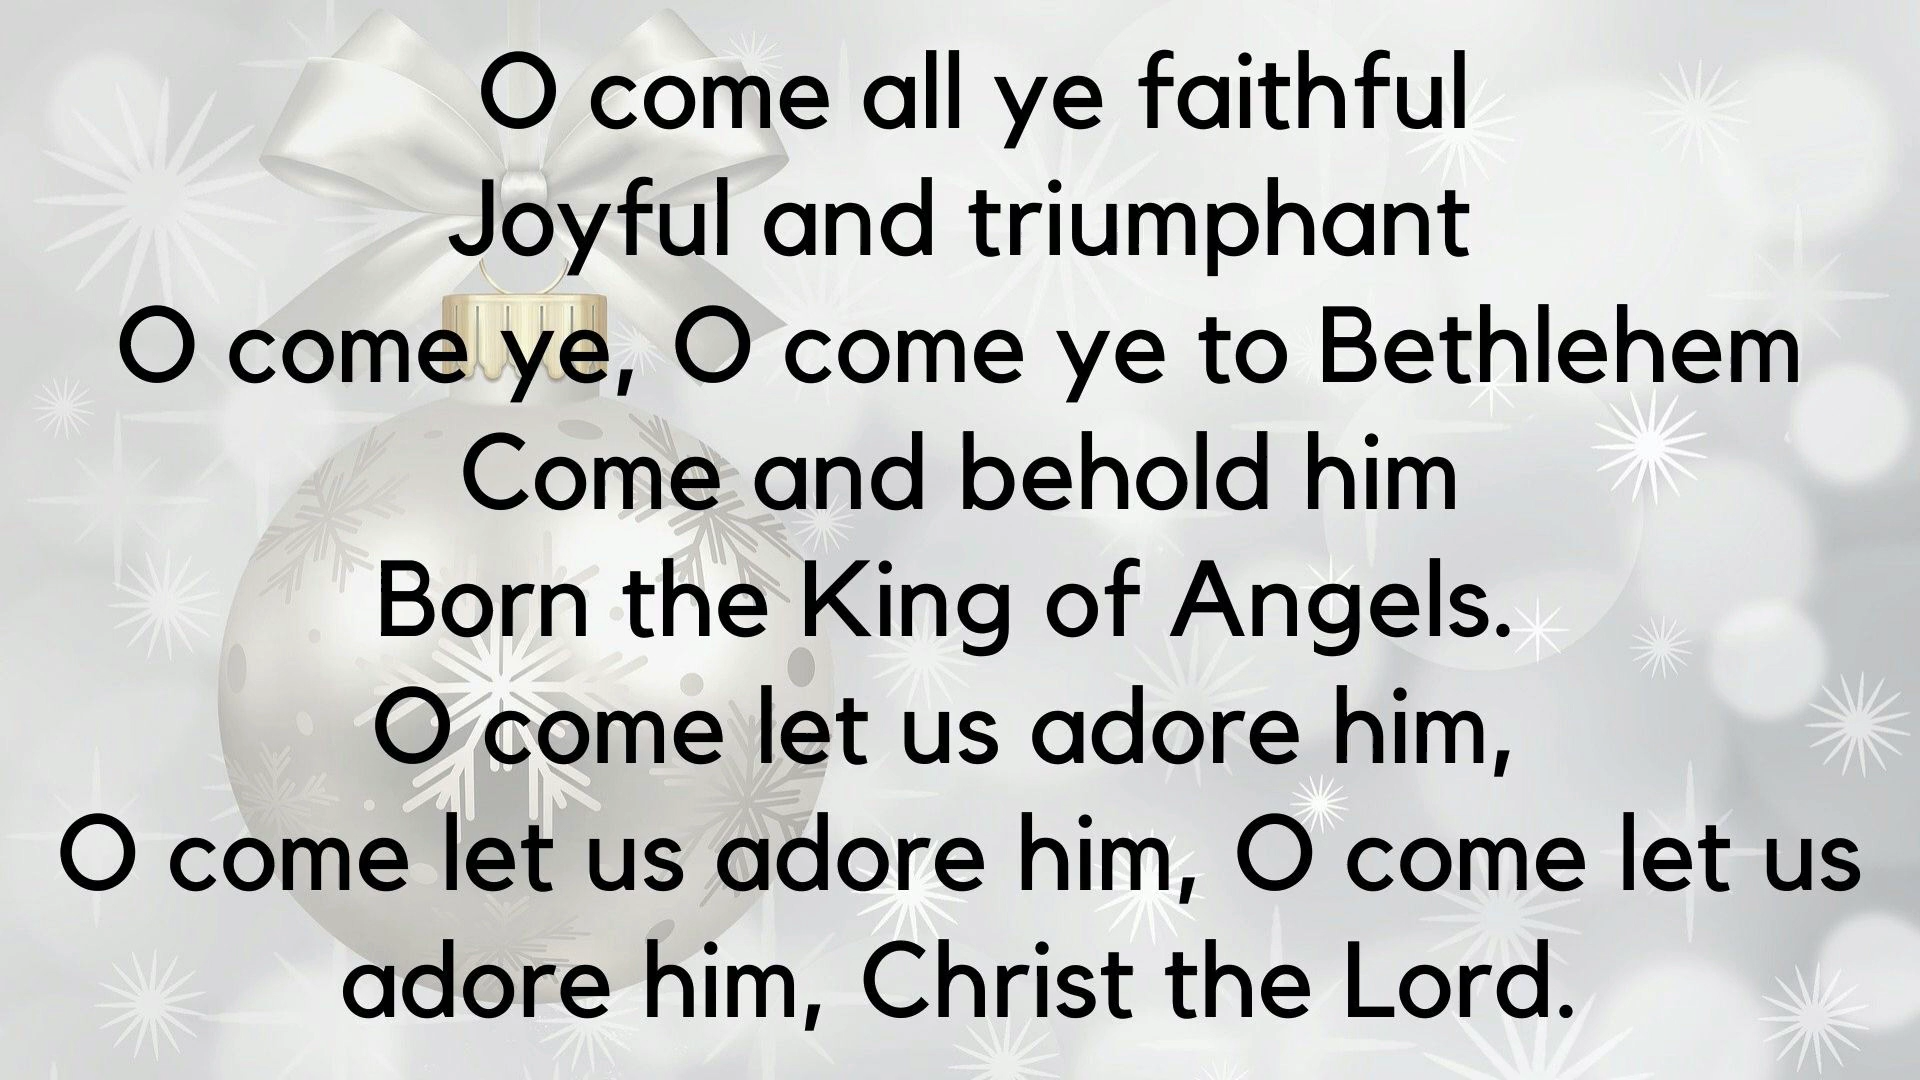 O come all ye faithful
Joyful and triumphant
O come ye, O come ye to Bethlehem
Come and behold him
Born the King of Angels.
O come let us adore him,
O come let us adore him, O come let us
adore him, Christ the Lord.